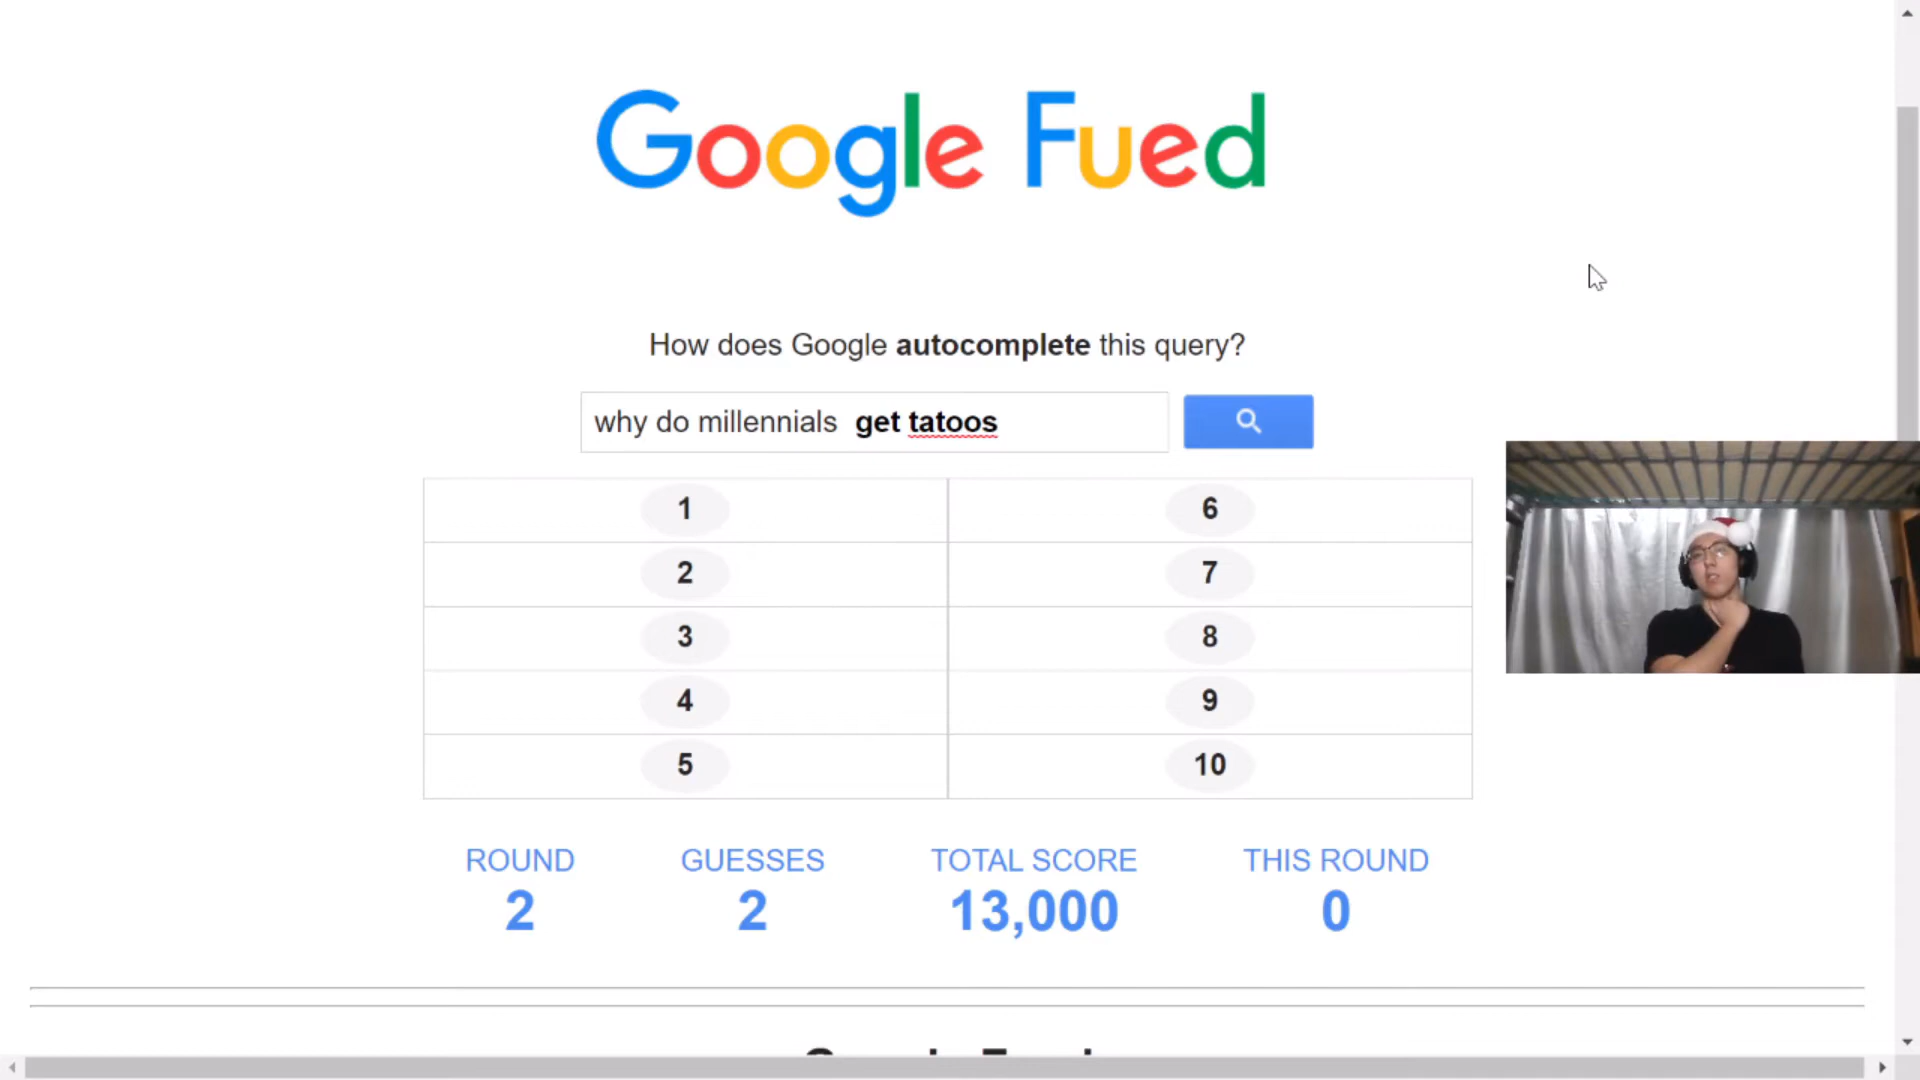 Google Fued
How does Google autocomplete this query?
why do millennials get tatoos
1 6
2 7
3 8
4 9
5 10
ROUND GUESSES TOTAL SCORE THIS ROUND
2 2 13,000 0